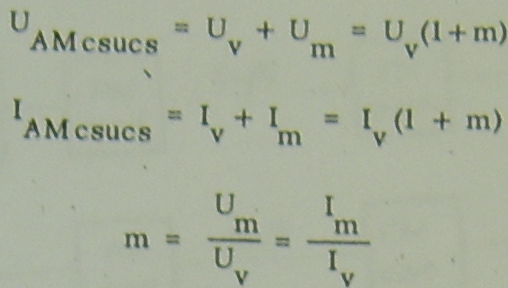 U_AMcsucs = U_v + U_m = U_v(1+m)
I_AMcsucs = I_v + I_m = I_v (1 + m)
m = U_m/U_v = I_m/I_v